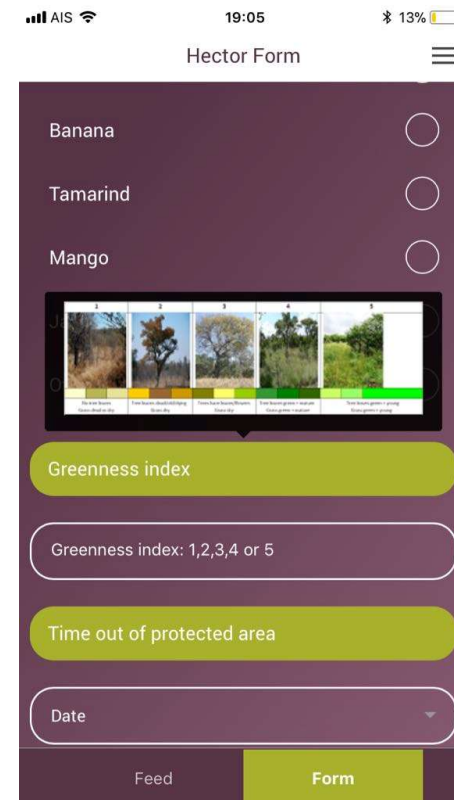 AIS 19:05 13%
Hector Form
Banana
Tamarind
Mango
1 2 3 4 5
Greenness index
Greenness index: 1,2,3,4 or 5
Time out of protected area
Date
Feed Form